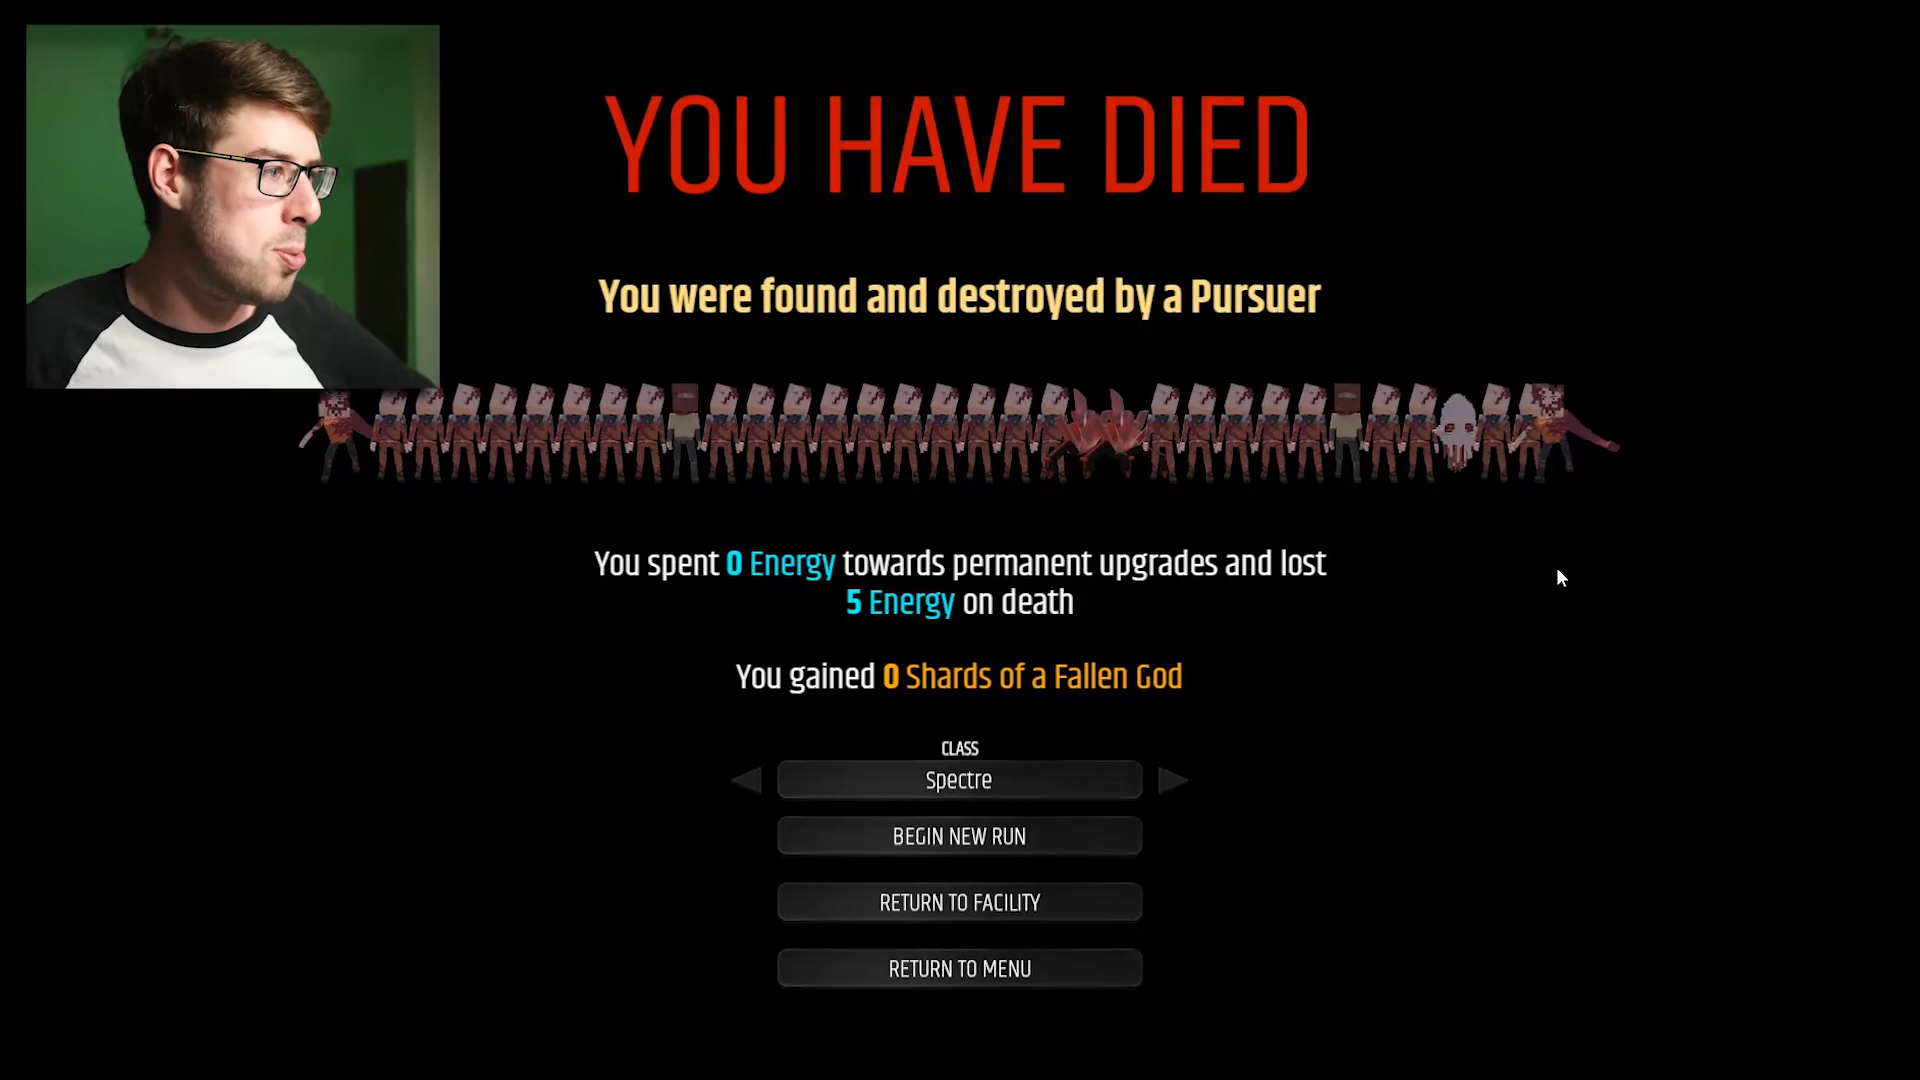 YOU HAVE DIED
You were found and destroyed by a Pursuer
You spent 0 Energy towards permanent upgrades and lost
5 Energy on death
You gained 0 Shards of a Fallen God
CLASS
Spectre
BEGIN NEW RUN
RETURN TO FACILITY
RETURN TO MENU